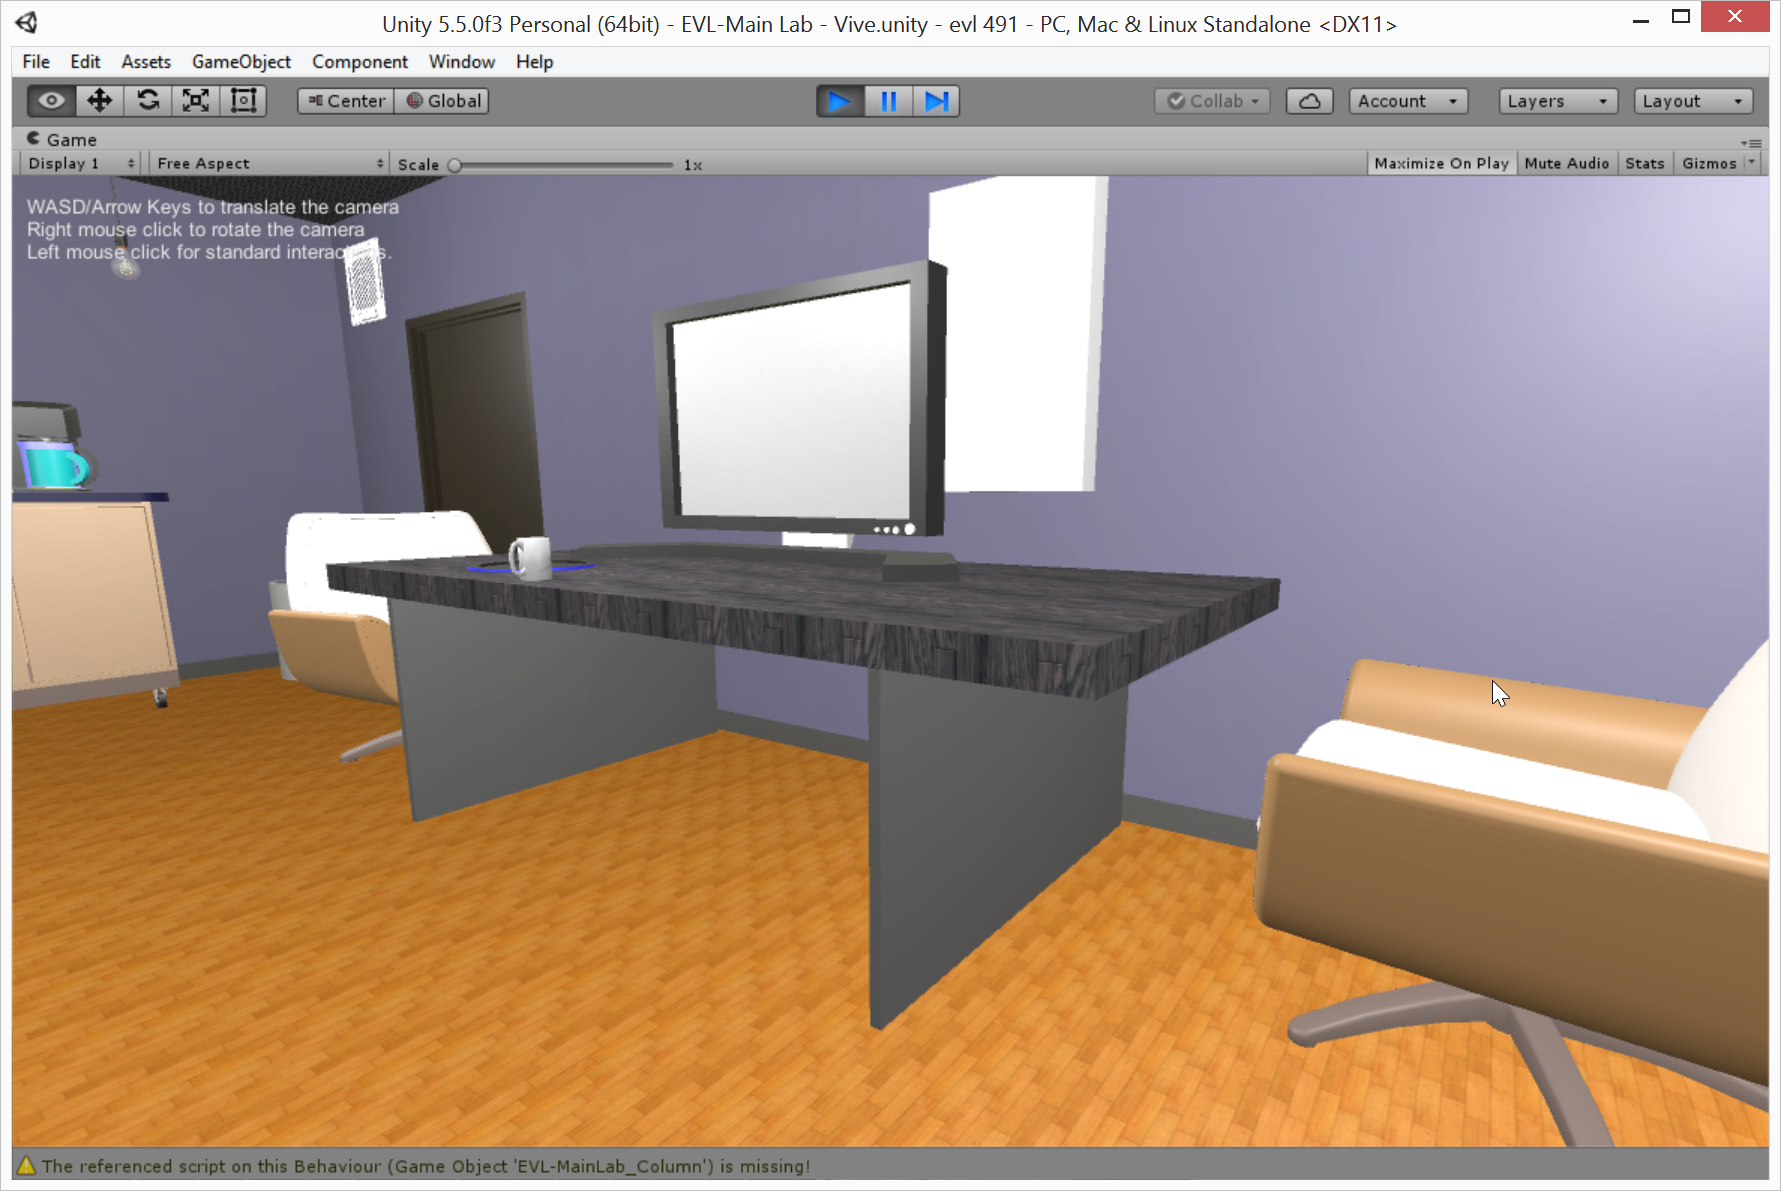 Unity 5.5.0f3 Personal (64bit) - EVL-Main Lab - Vive.unity - evl 491 - PC, Mac & Linux Standalone <DX11>
File Edit Assets GameObject Component Window Help
Center Global Collab Account Layers Layout
Game
Display 1 Free Aspect Scale 1x Maximize On Play Mute Audio Stats Gizmos
WASD/Arrow Keys to translate the camera
Right mouse click to rotate the camera
Left mouse click for standard
The referenced script on this Behaviour (Game Object 'EVL-MainLab_Column') is missing!